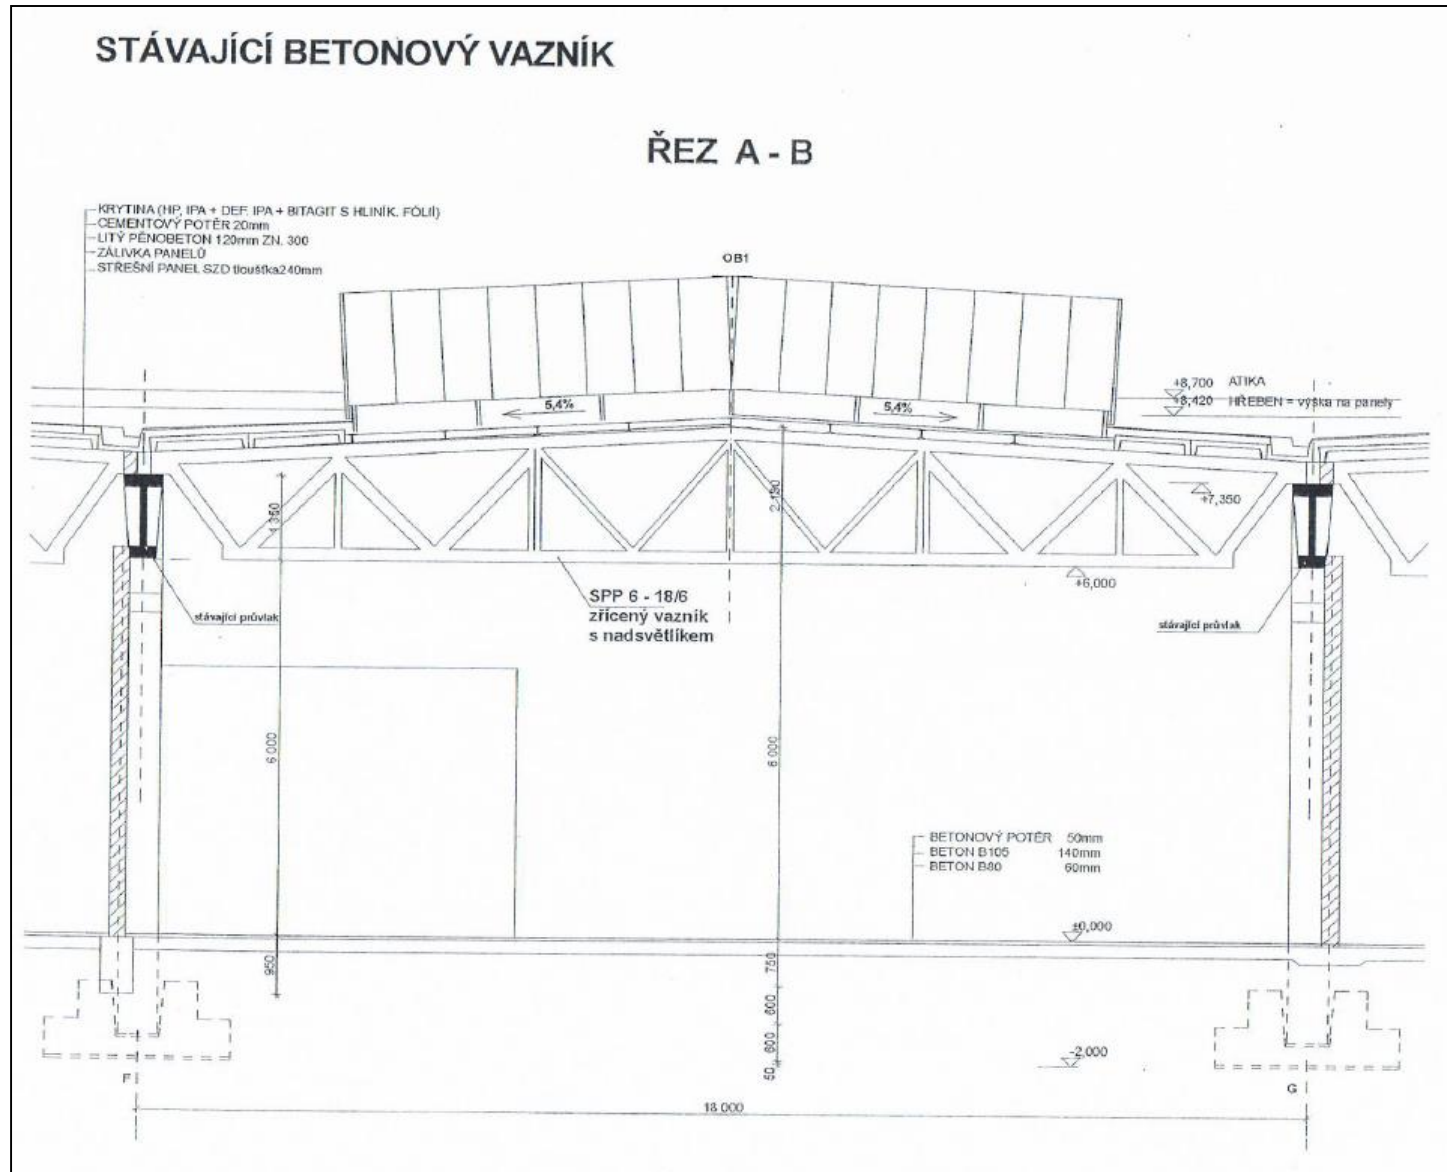 STÁVAJÍCÍ BETONOVÝ VAZNÍK
ŘEZ A - B
KRYTINA (HP, IPA + DEF. IPA + BITAGIT S HLINÍK. FÓLIÍ)
CEMENTOVÝ POTĚR 20mm
LITÝ PĚNOBETON 120mm ZN. 300
ZÁLIVKA PANELŮ
STŘEŠNÍ PANEL SZD tloušťka240mm
OB1
+8,700 ATIKA
+8,420 HŘEBEN = výška na panely
5,4%
5,4%
1 350
2 130
+7,350
+6,000
SPP 6 - 18/6
zřícený vazník
s nadsvětlíkem
stávající průvlak
stávající průvlak
6 000
6 000
BETONOVÝ POTĚR 50mm
BETON B105 140mm
BETON B80 60mm
±0,000
950
750
600
600
50
-2,000
F
G
18 000